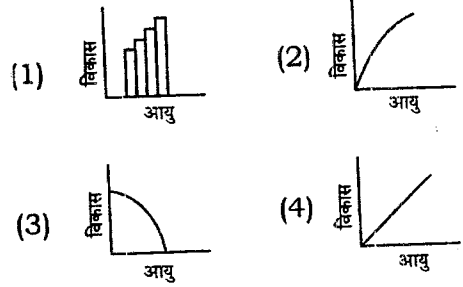 (1)
विकास
आयु
(2)
विकास
आयु
(3)
विकास
आयु
(4)
विकास
आयु